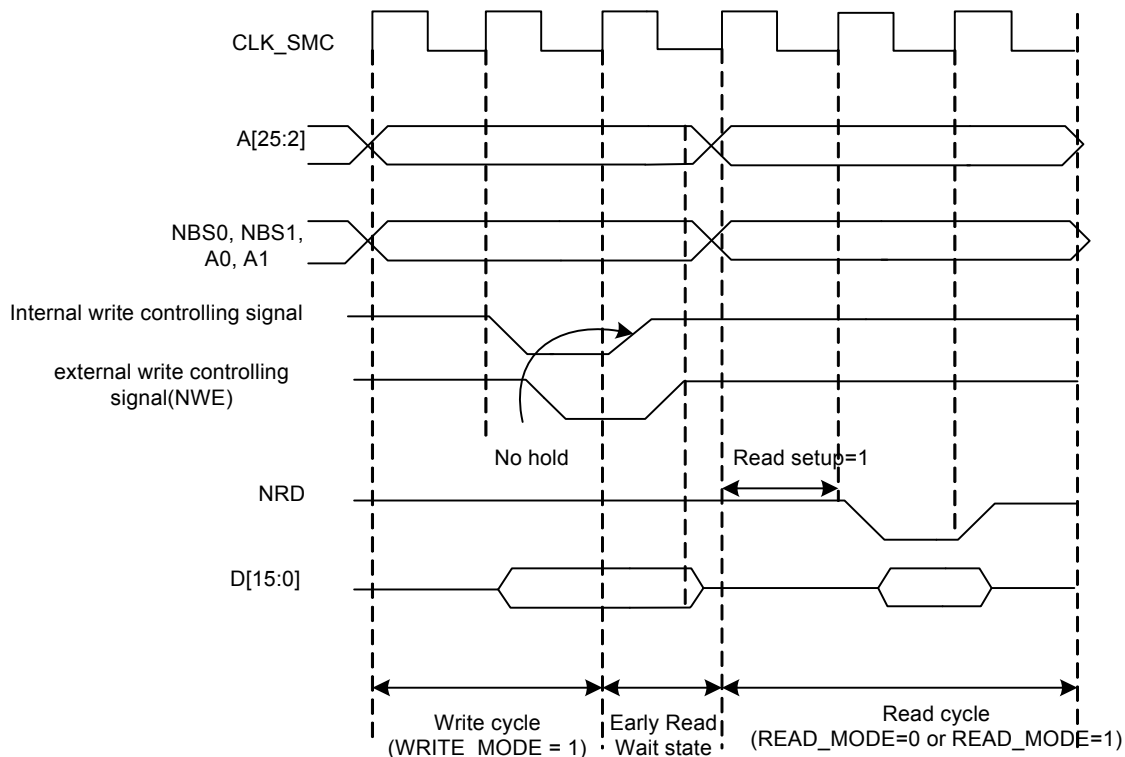 CLK_SMC
A[25:2]
NBS0, NBS1,
A0, A1
Internal write controlling signal
external write controlling
signal(NWE)
No hold
Read setup=1
NRD
D[15:0]
Write cycle
(WRITE_MODE = 1)
Early Read
Wait state
Read cycle
(READ_MODE=0 or READ_MODE=1)